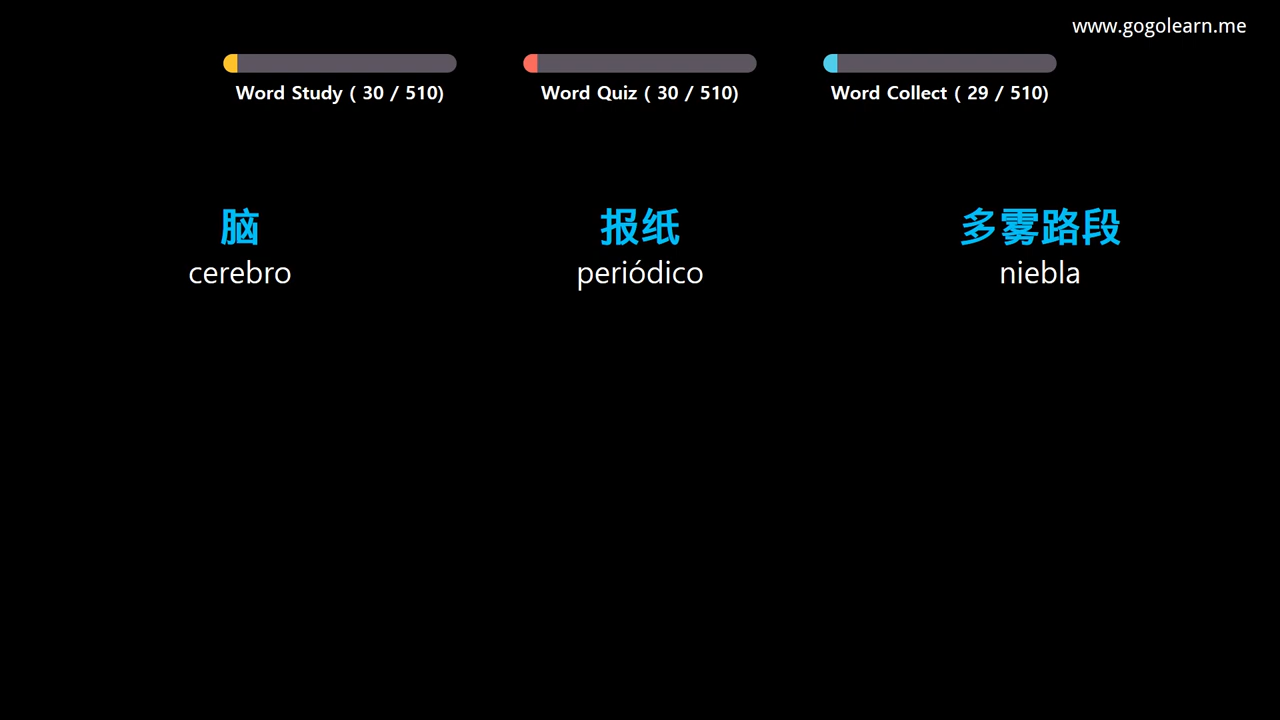 www.gogolearn.me
Word Study ( 30 / 510)
Word Quiz ( 30 / 510)
Word Collect ( 29 / 510)
脑
cerebro
报纸
periódico
多雾路段
niebla